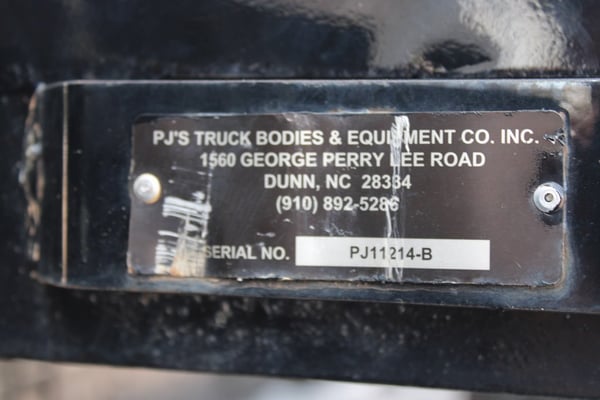 PJ'S TRUCK BODIES & EQUIPMENT CO. INC.
1560 GEORGE PERRY LEE ROAD
DUNN, NC 28334
(910) 892-5286
SERIAL NO. PJ11214-B